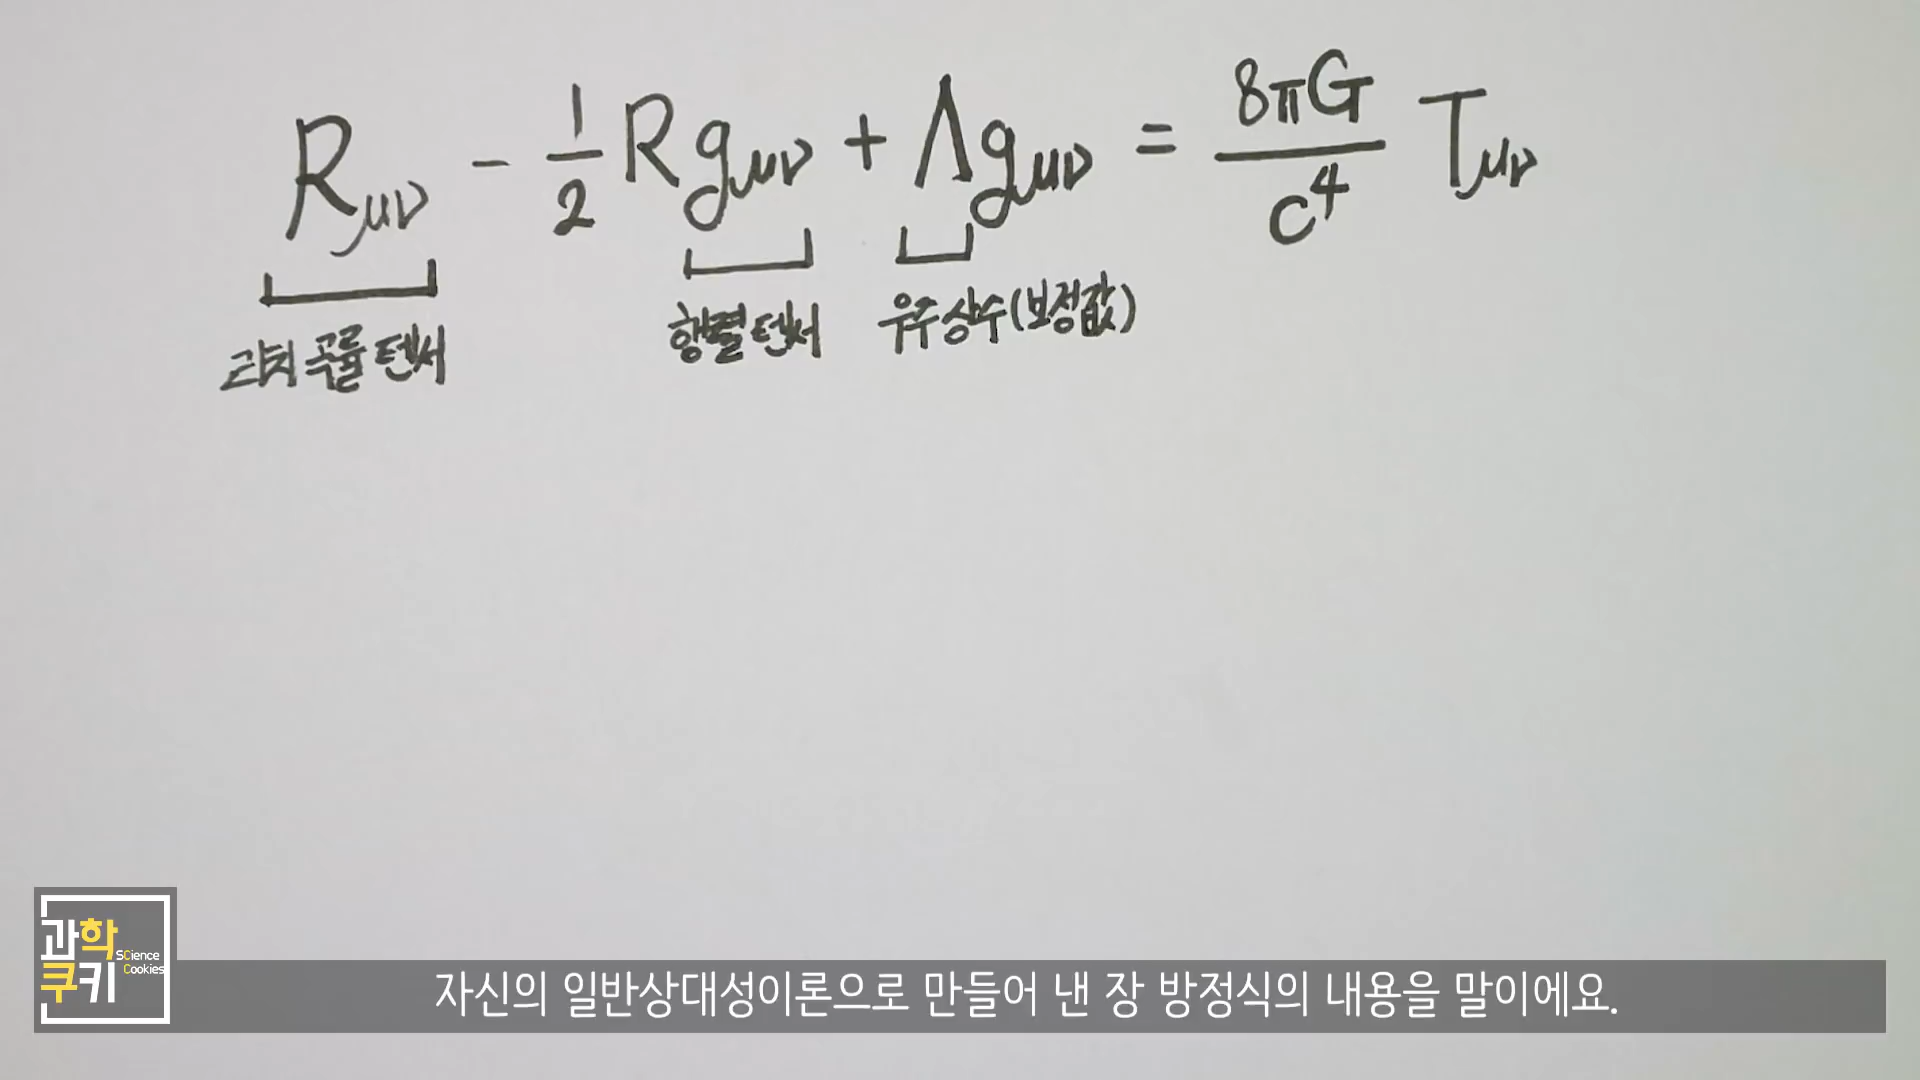 Rμν - 1/2 Rgμν + Λgμν = 8πG/c⁴ Tμν
리치 곡률 텐서
행렬 텐서
우주상수(보정값)
과학
쿠키
Science
Cookies
자신의 일반상대성이론으로 만들어 낸 장 방정식의 내용을 말이에요.